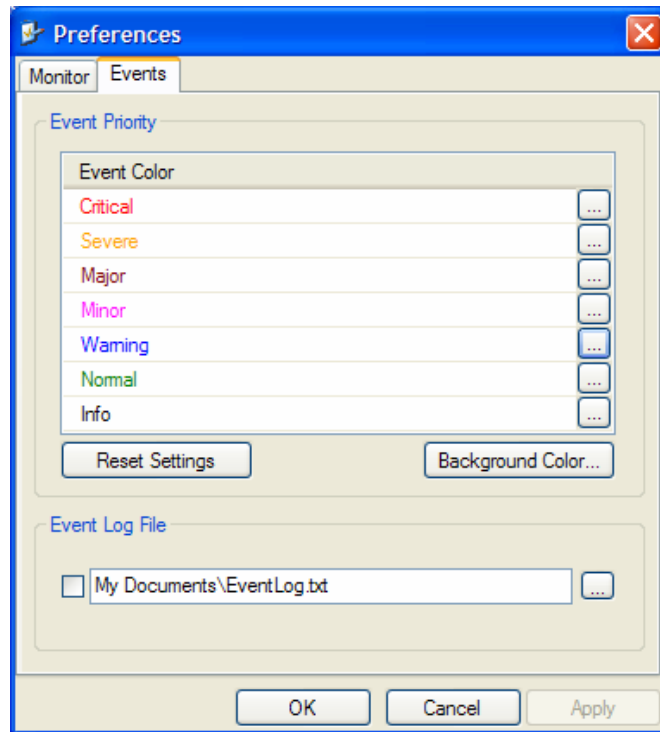 Preferences
Monitor Events
Event Priority
Event Color
Critical ...
Severe ...
Major ...
Minor ...
Warning ...
Normal ...
Info ...
Reset Settings Background Color...
Event Log File
My Documents\EventLog.txt ...
OK Cancel Apply